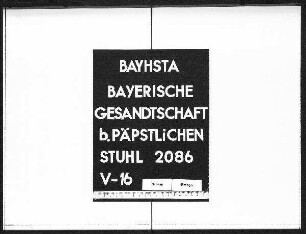 BAYHSTA
BAYERISCHE
GESANDTSCHAFT
b. PÄPSTLiCHEN
STUHL 2086
V-16